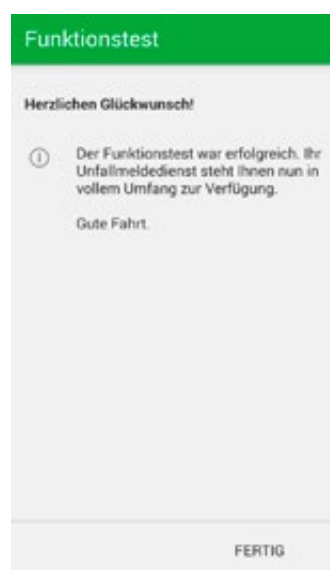 Funktionstest
Herzlichen Glückwunsch!
Der Funktionstest war erfolgreich. Ihr
Unfallmeldedienst steht Ihnen nun in
vollem Umfang zur Verfügung.
Gute Fahrt.
FERTIG